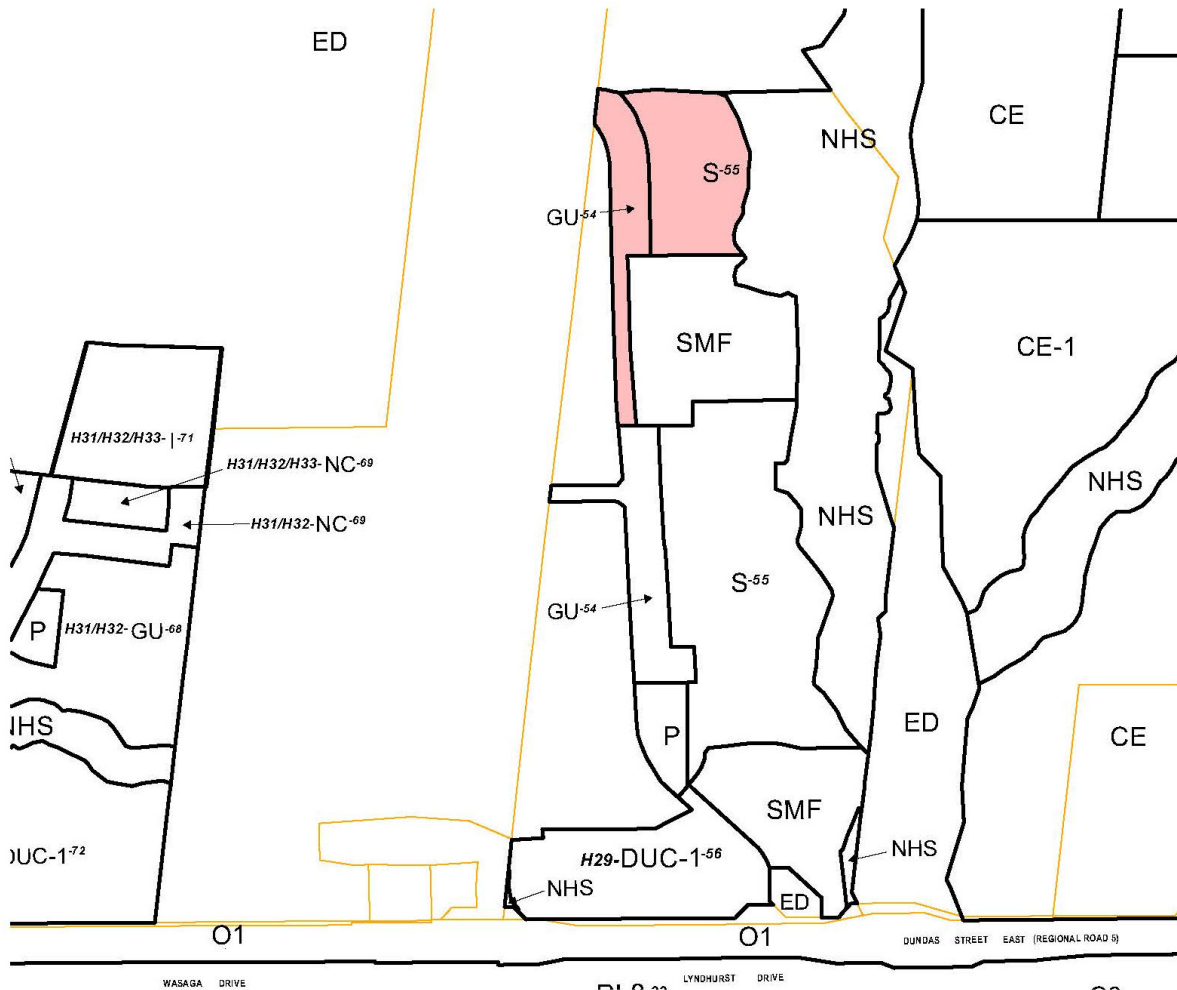 ED
CE
NHS
S-55
GU-54
SMF
CE-1
H31/H32/H33- | -71
H31/H32/H33-NC-69
NHS
NHS
H31/H32-NC-69
S-55
GU-54
P
H31/H32-GU-68
NHS
P
ED
CE
SMF
DUC-1-72
H29-DUC-1-56
NHS
NHS
ED
O1
O1
DUNDAS STREET EAST (REGIONAL ROAD 5)
WASAGA DRIVE
LYNDHURST DRIVE